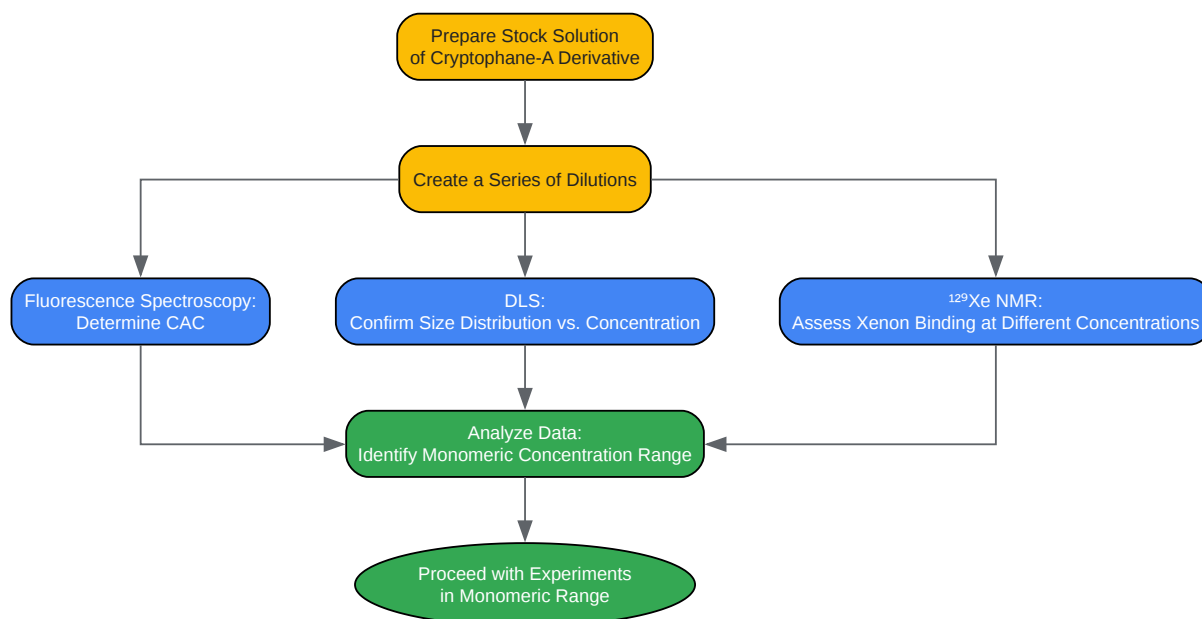 Prepare Stock Solution
of Cryptophane-A Derivative
Create a Series of Dilutions
Fluorescence Spectroscopy:
Determine CAC
DLS:
Confirm Size Distribution vs. Concentration
¹²⁹Xe NMR:
Assess Xenon Binding at Different Concentrations
Analyze Data:
Identify Monomeric Concentration Range
Proceed with Experiments
in Monomeric Range